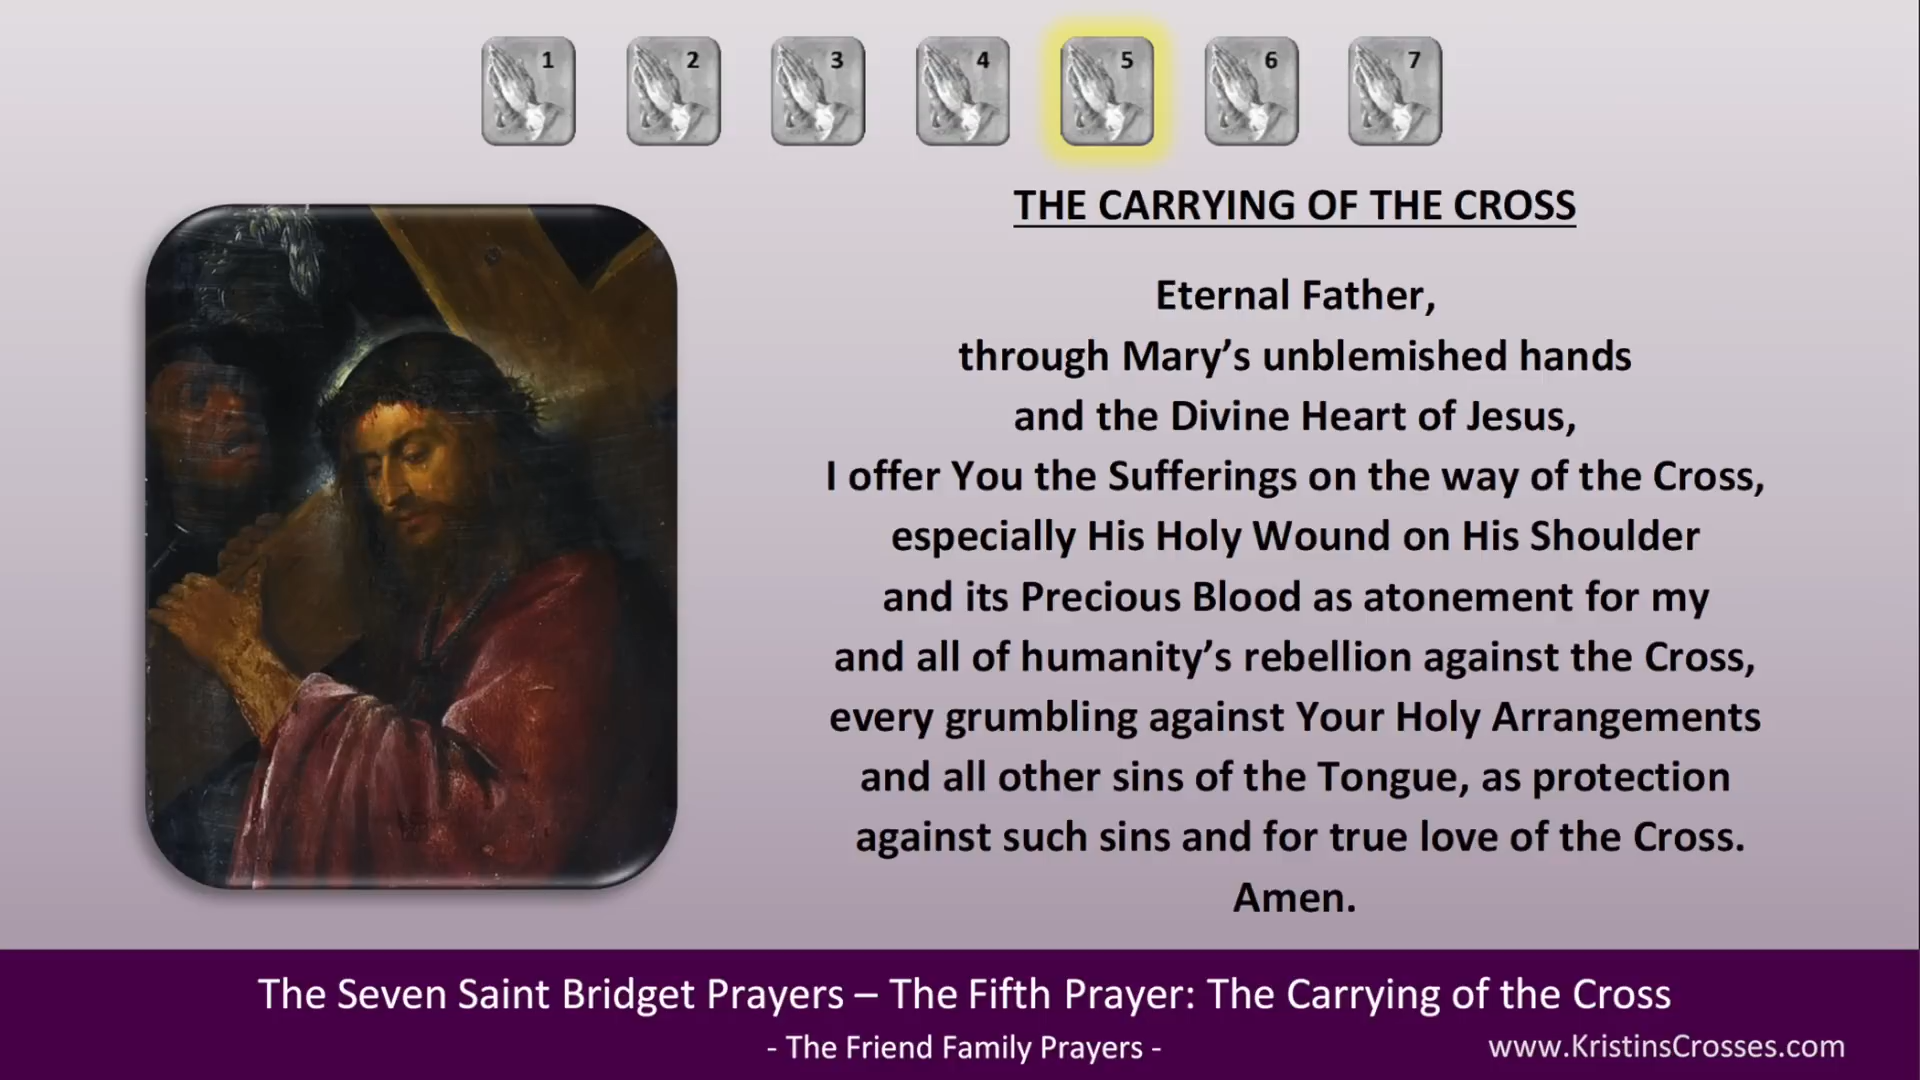 1 2 3 4 5 6 7
THE CARRYING OF THE CROSS
Eternal Father,
through Mary’s unblemished hands
and the Divine Heart of Jesus,
I offer You the Sufferings on the way of the Cross,
especially His Holy Wound on His Shoulder
and its Precious Blood as atonement for my
and all of humanity’s rebellion against the Cross,
every grumbling against Your Holy Arrangements
and all other sins of the Tongue, as protection
against such sins and for true love of the Cross.
Amen.
The Seven Saint Bridget Prayers – The Fifth Prayer: The Carrying of the Cross
- The Friend Family Prayers -
www.KristinsCrosses.com